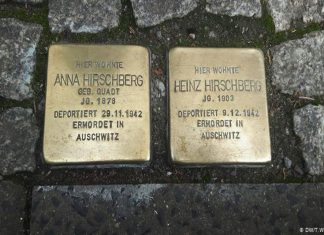 HIER WOHNTE
ANNA HIRSCHBERG
GEB. QUADT
JG. 1878
DEPORTIERT 29.11.1942
ERMORDET IN
AUSCHWITZ
HIER WOHNTE
HEINZ HIRSCHBERG
JG. 1903
DEPORTIERT 9.12.1942
ERMORDET IN
AUSCHWITZ
© DW/T. W